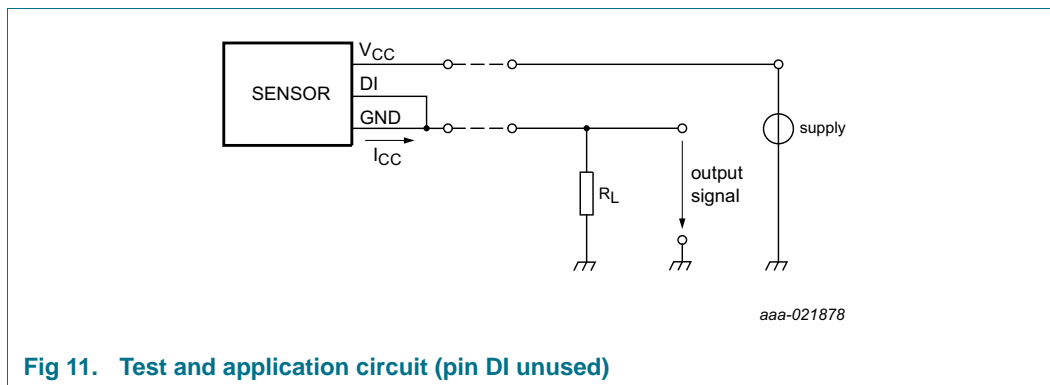 VCC
DI
SENSOR
GND
ICC
supply
RL
output
signal
aaa-021878
Fig 11. Test and application circuit (pin DI unused)